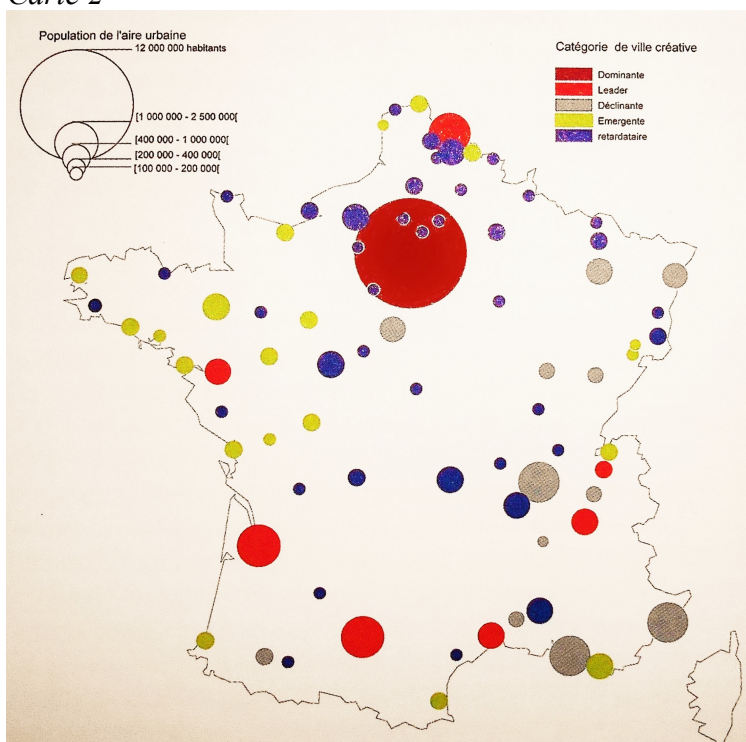 Carte 2
Population de l'aire urbaine
12 000 000 habitants
[1 000 000 - 2 500 000[
[400 000 - 1 000 000[
[200 000 - 400 000[
[100 000 - 200 000[
Catégorie de ville créative
Dominante
Leader
Déclinante
Emergente
retardataire